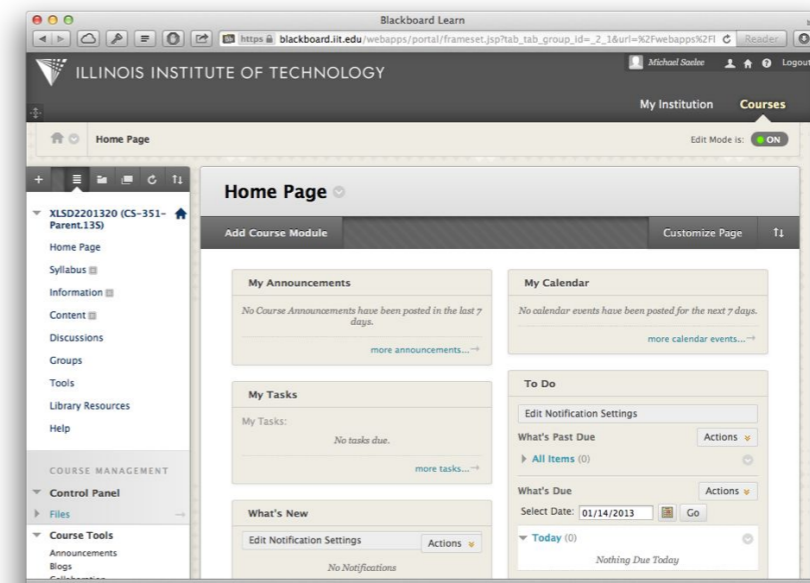 Blackboard Learn
https blackboard.iit.edu/webapps/portal/frameset.jsp?tab_tab_group_id=_2_1&url=%2Fwebapps%2Fl
Reader
ILLINOIS INSTITUTE OF TECHNOLOGY
Michael Saelee
Logout
My Institution
Courses
Home Page
Edit Mode is: ON
XLSD2201320 (CS-351-
Parent.13S)
Home Page
Syllabus
Information
Content
Discussions
Groups
Tools
Library Resources
Help
COURSE MANAGEMENT
Control Panel
Files
Course Tools
Announcements
Blogs
Collaboration
Home Page
Add Course Module
Customize Page
My Announcements
No Course Announcements have been posted in the last 7
days.
more announcements...→
My Tasks
My Tasks:
No tasks due.
more tasks...→
What's New
Edit Notification Settings
Actions
No Notifications
My Calendar
No calendar events have been posted for the next 7 days.
more calendar events...→
To Do
Edit Notification Settings
What's Past Due
Actions
All Items (0)
What's Due
Actions
Select Date: 01/14/2013 Go
Today (0)
Nothing Due Today